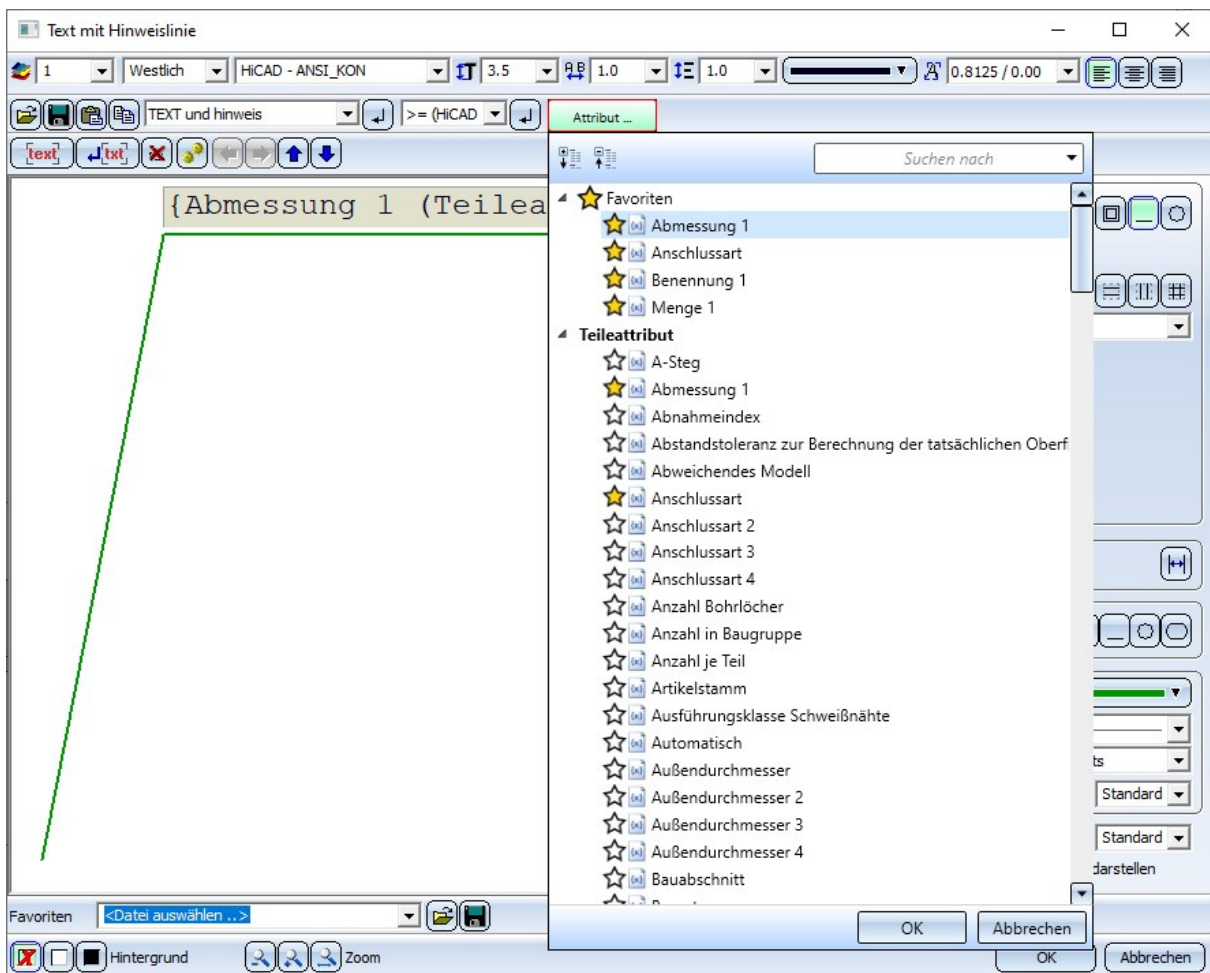 Text mit Hinweislinie
1 Westlich HiCAD - ANSI_KON 3.5 1.0 1.0 0.8125 / 0.00
TEXT und hinweis >= (HiCAD Attribut ...
[text] [txt]
Suchen nach
{Abmessung 1 (Teilea
Favoriten
Abmessung 1
Anschlussart
Benennung 1
Menge 1
Teileattribut
A-Steg
Abmessung 1
Abnahmeindex
Abstandstoleranz zur Berechnung der tatsächlichen Oberf
Abweichendes Modell
Anschlussart
Anschlussart 2
Anschlussart 3
Anschlussart 4
Anzahl Bohrlöcher
Anzahl in Baugruppe
Anzahl je Teil
Artikelstamm
Ausführungsklasse Schweißnähte
Automatisch
Außendurchmesser
Außendurchmesser 2
Außendurchmesser 3
Außendurchmesser 4
Bauabschnitt
ts
Standard
Standard
darstellen
Favoriten <Datei auswählen ..>
OK Abbrechen
Hintergrund Zoom
OK Abbrechen